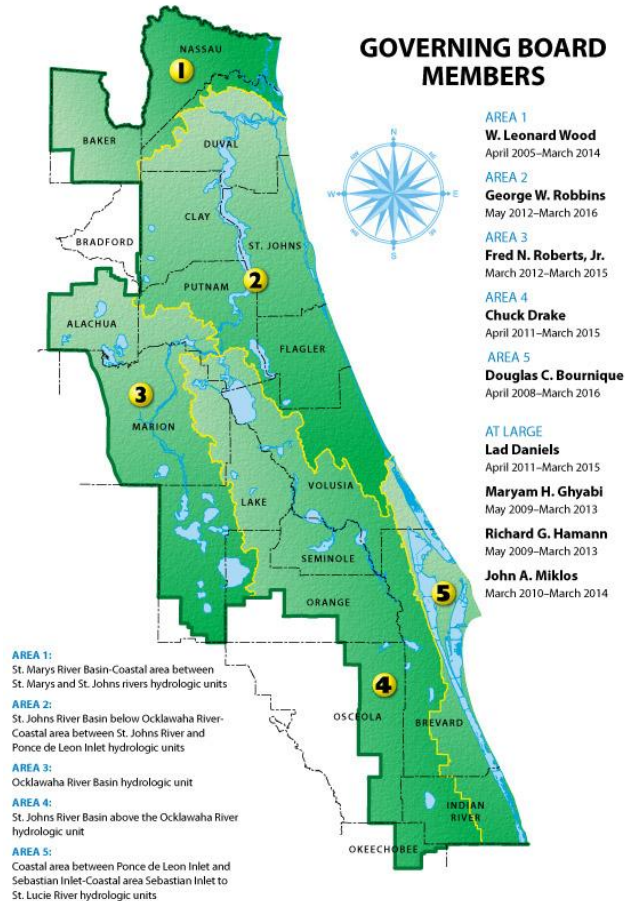 GOVERNING BOARD
MEMBERS
AREA 1
W. Leonard Wood
April 2005–March 2014
AREA 2
George W. Robbins
May 2012–March 2016
AREA 3
Fred N. Roberts, Jr.
March 2012–March 2015
AREA 4
Chuck Drake
April 2011–March 2015
AREA 5
Douglas C. Bournique
April 2008–March 2016
AT LARGE
Lad Daniels
April 2011–March 2015
Maryam H. Ghyabi
May 2009–March 2013
Richard G. Hamann
May 2009–March 2013
John A. Miklos
March 2010–March 2014
N
W
E
S
NASSAU
1
BAKER
DUVAL
CLAY
BRADFORD
ST. JOHNS
PUTNAM
2
ALACHUA
FLAGLER
3
MARION
VOLUSIA
LAKE
SEMINOLE
5
ORANGE
4
OSCEOLA
BREVARD
INDIAN
RIVER
OKEECHOBEE
AREA 1:
St. Marys River Basin-Coastal area between
St. Marys and St. Johns rivers hydrologic units
AREA 2:
St. Johns River Basin below Ocklawaha River-
Coastal area between St. Johns River and
Ponce de Leon Inlet hydrologic units
AREA 3:
Ocklawaha River Basin hydrologic unit
AREA 4:
St. Johns River Basin above the Ocklawaha River
hydrologic unit
AREA 5:
Coastal area between Ponce de Leon Inlet and
Sebastian Inlet-Coastal area Sebastian Inlet to
St. Lucie River hydrologic units